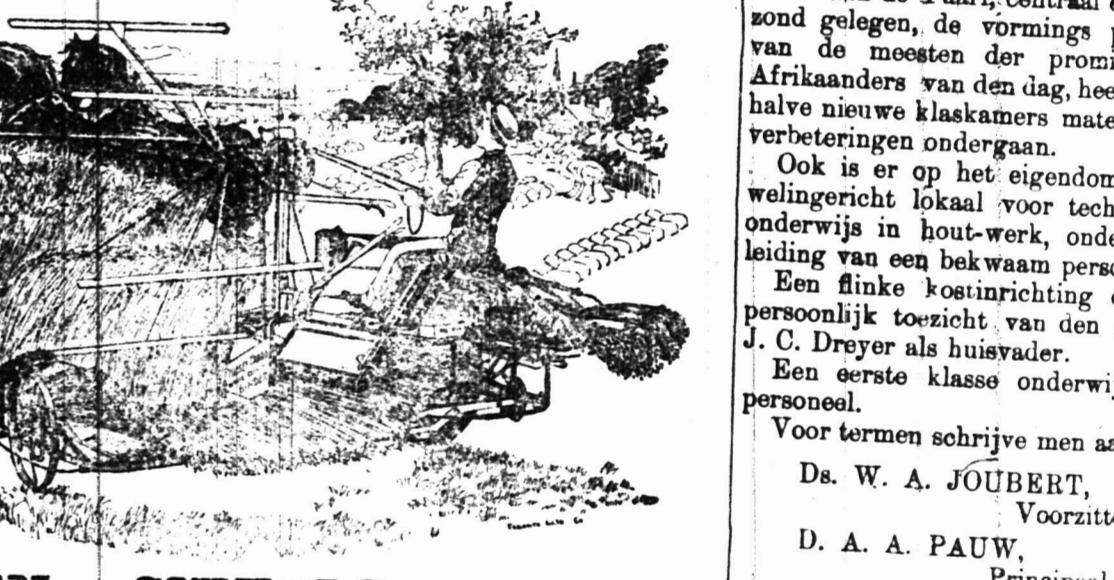 zond gelegen, de vormings
van de meesten der promi
Afrikaanders van den dag, hee
halve nieuwe klaskamers mate
verbeteringen ondergaan.
Ook is er op het eigendom
welingericht lokaal voor tech
onderwijs in hout-werk, onde
leiding van een bekwaam perso
Een flinke kostinrichting
persoonlijk toezicht van den
J. C. Dreyer als huisvader.
Een eerste klasse onderwij
personeel.
Voor termen schrijve men aa
Ds. W. A. JOUBERT,
Voorzitte
D. A. A. PAUW,
Principaal